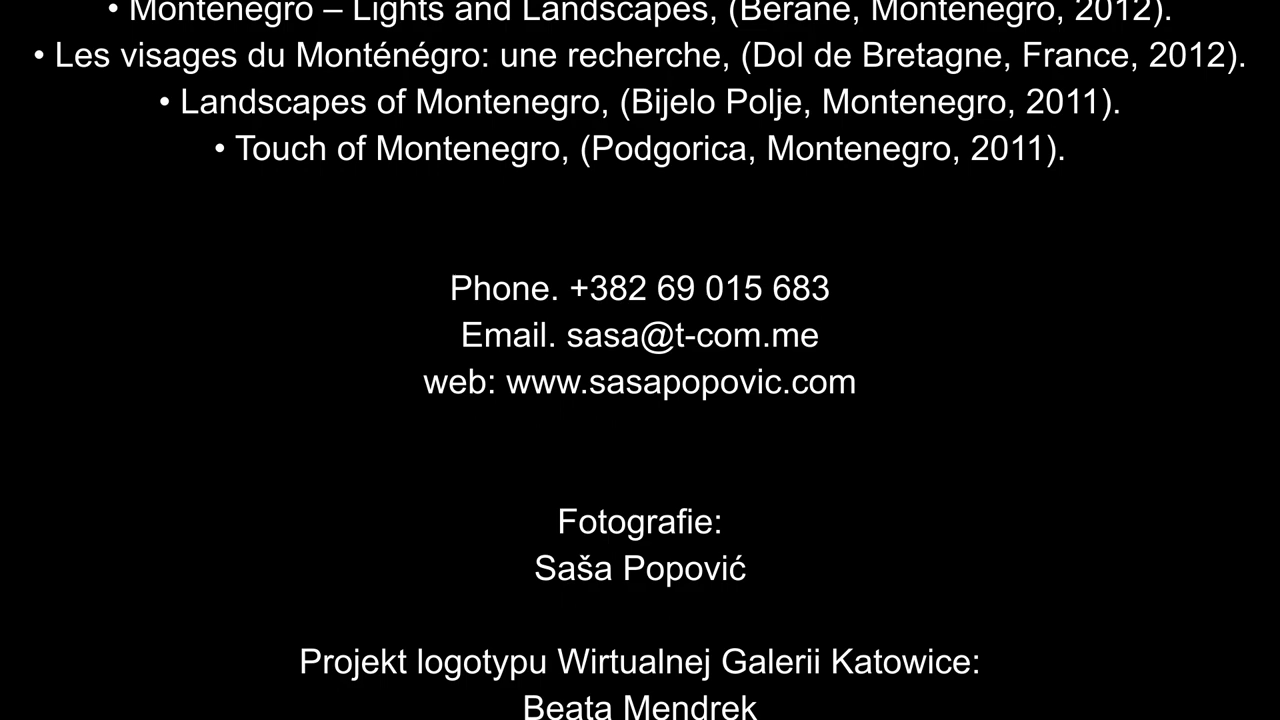 • Montenegro – Lights and Landscapes, (Berane, Montenegro, 2012).
• Les visages du Monténégro: une recherche, (Dol de Bretagne, France, 2012).
• Landscapes of Montenegro, (Bijelo Polje, Montenegro, 2011).
• Touch of Montenegro, (Podgorica, Montenegro, 2011).
Phone. +382 69 015 683
Email. sasa@t-com.me
web: www.sasapopovic.com
Fotografie:
Saša Popović
Projekt logotypu Wirtualnej Galerii Katowice:
Beata Mendrek